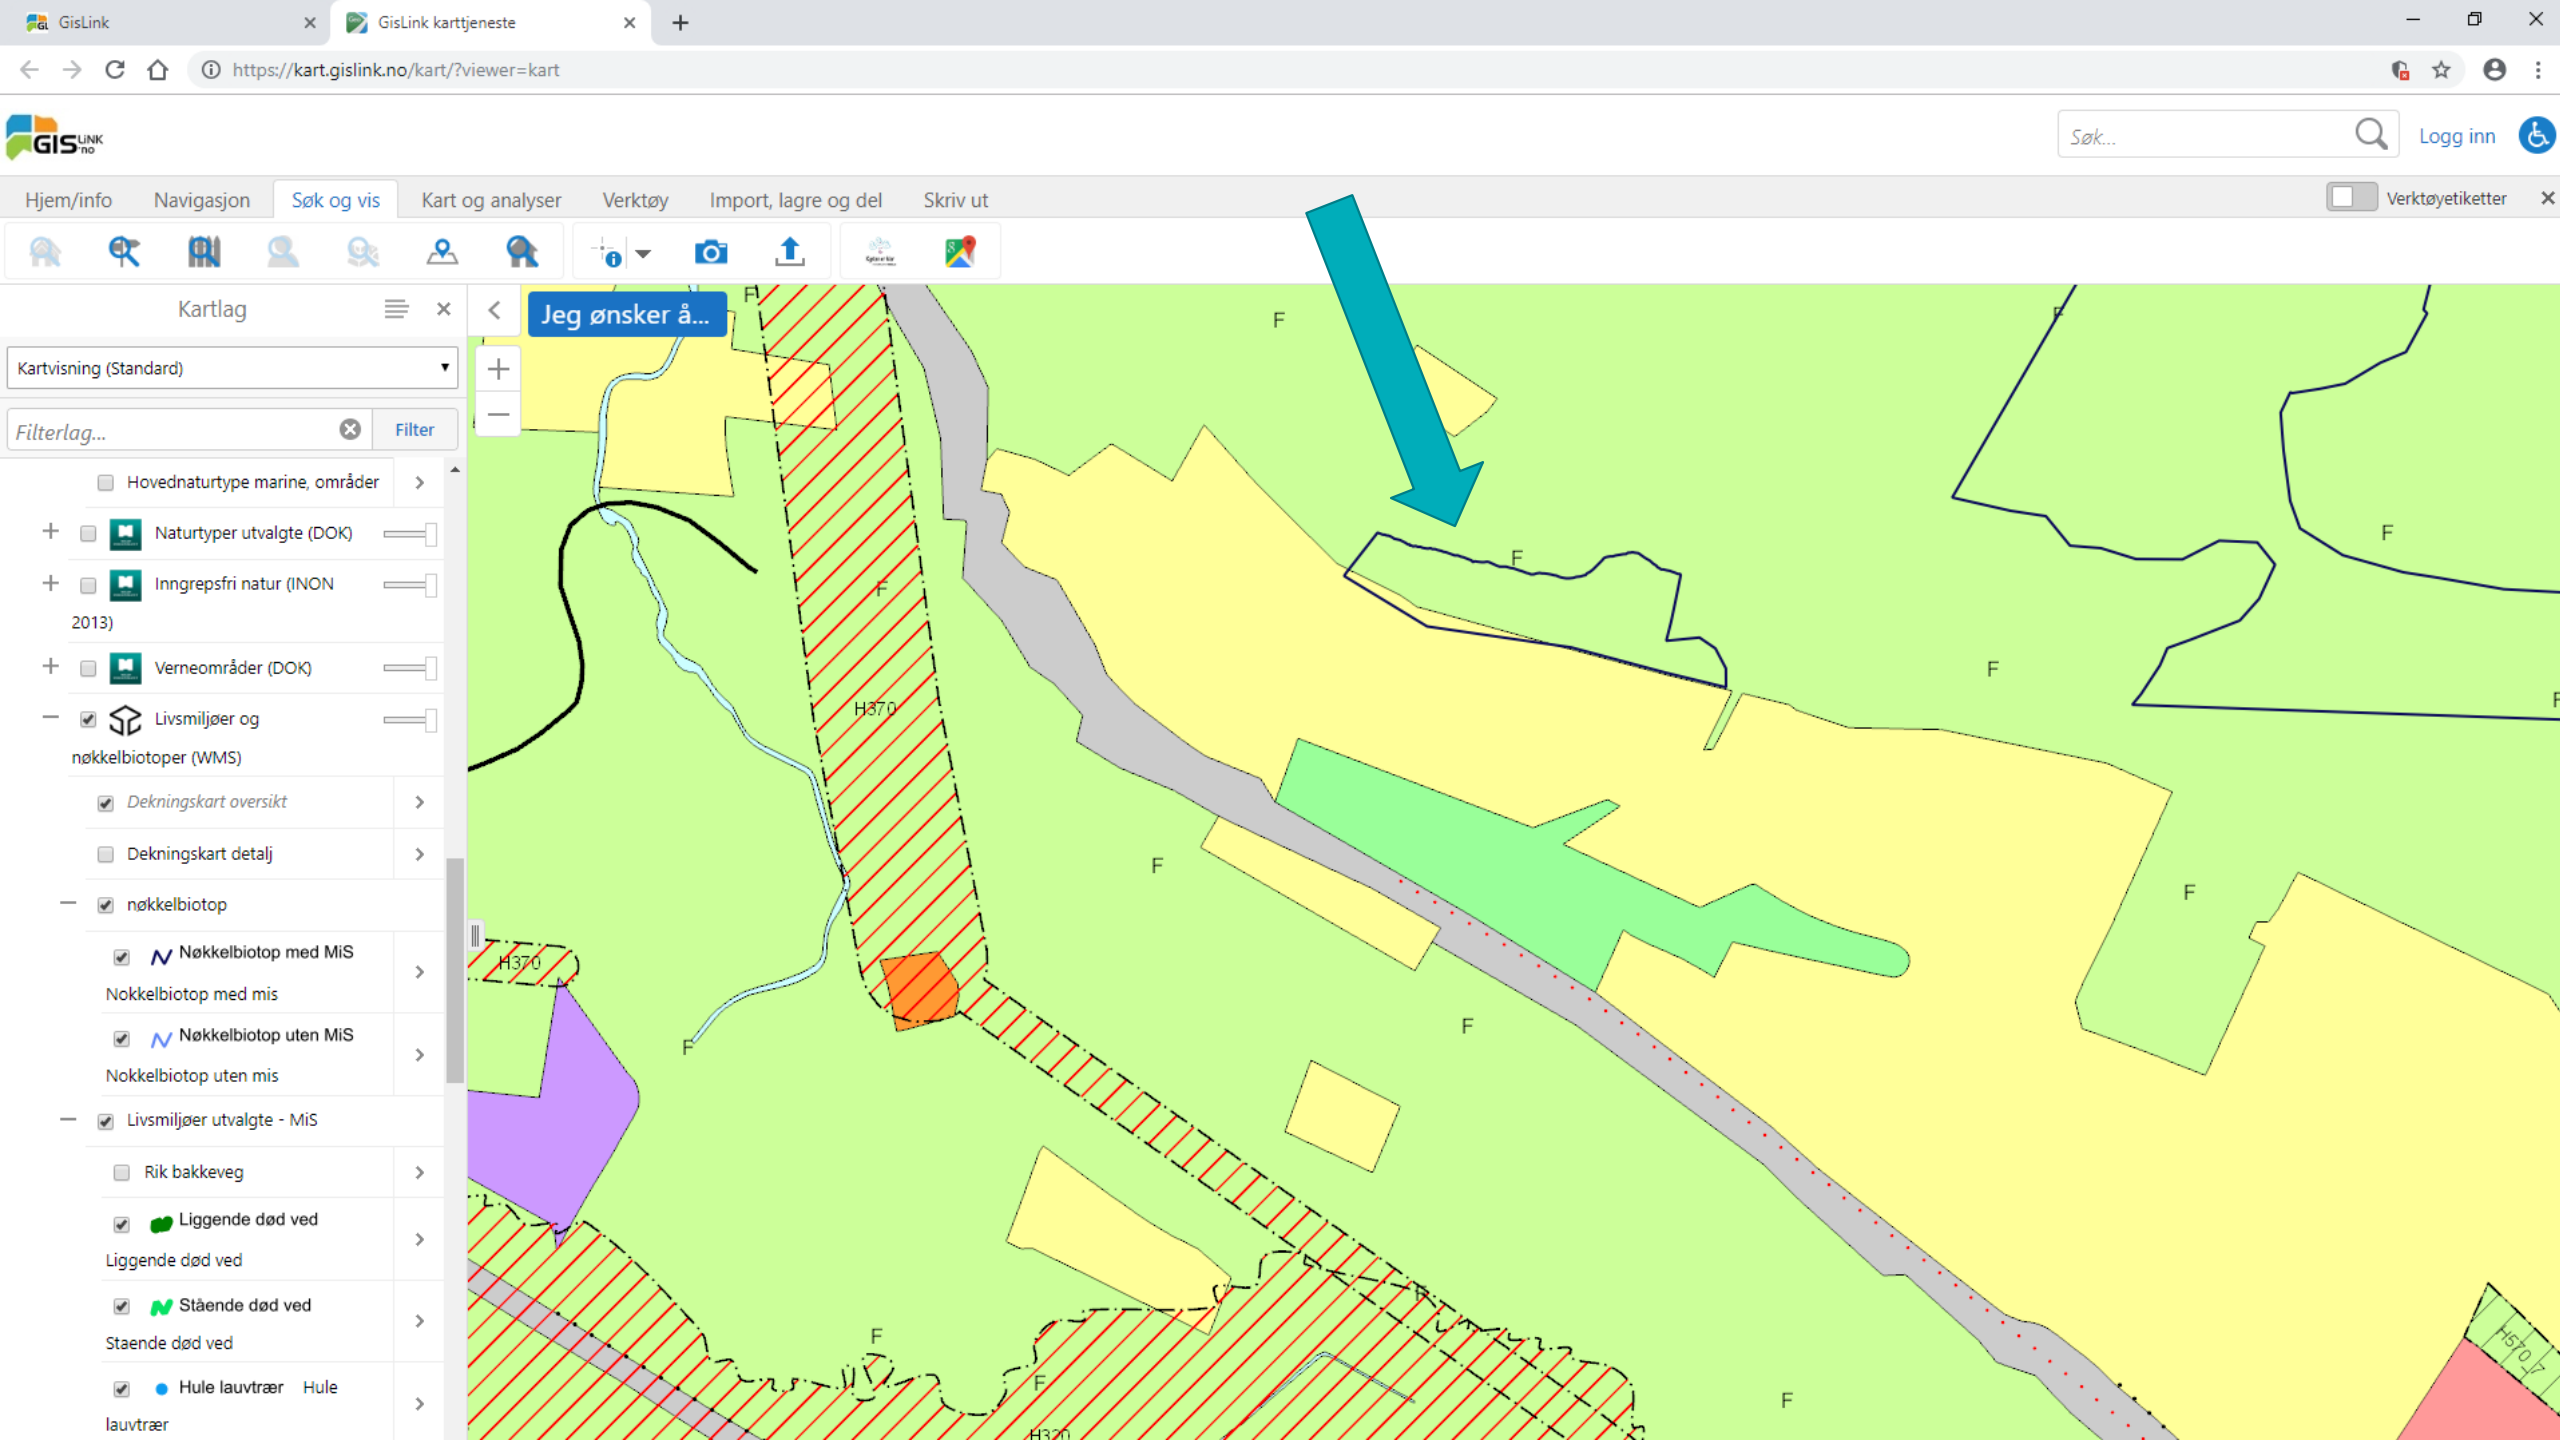 GisLink
GisLink karttjeneste
https://kart.gislink.no/kart/?viewer=kart
GISLINK.no
Søk...
Logg inn
Hjem/info
Navigasjon
Søk og vis
Kart og analyser
Verktøy
Import, lagre og del
Skriv ut
Verktøyetiketter
Kartlag
Jeg ønsker å...
Kartvisning (Standard)
Filterlag...
Filter
Hovednaturtype marine, områder
Naturtyper utvalgte (DOK)
Inngrepsfri natur (INON
2013)
Verneområder (DOK)
Livsmiljøer og
nøkkelbiotoper (WMS)
Dekningskart oversikt
Dekningskart detalj
nøkkelbiotop
Nøkkelbiotop med MiS
Nokkelbiotop med mis
Nøkkelbiotop uten MiS
Nokkelbiotop uten mis
Livsmiljøer utvalgte - MiS
Rik bakkeveg
Liggende død ved
Liggende død ved
Stående død ved
Staende død ved
Hule lauvtrær Hule
lauvtrær
F
F
F
F
F
F
F
F
H370
F
F
H370
F
F
F
F
F
F
H570_7
H320